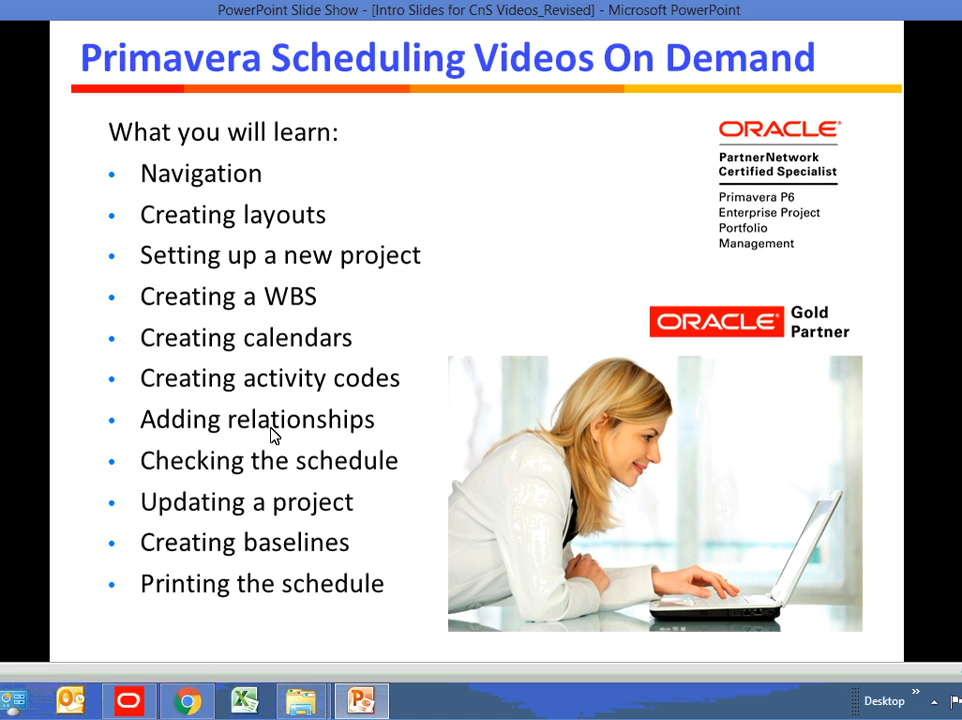 PowerPoint Slide Show - [Intro Slides for CnS Videos_Revised] - Microsoft PowerPoint
Primavera Scheduling Videos On Demand
What you will learn:
• Navigation
• Creating layouts
• Setting up a new project
• Creating a WBS
• Creating calendars
• Creating activity codes
• Adding relationships
• Checking the schedule
• Updating a project
• Creating baselines
• Printing the schedule
ORACLE®
PartnerNetwork
Certified Specialist
Primavera P6
Enterprise Project
Portfolio
Management
ORACLE® Gold
Partner
Desktop